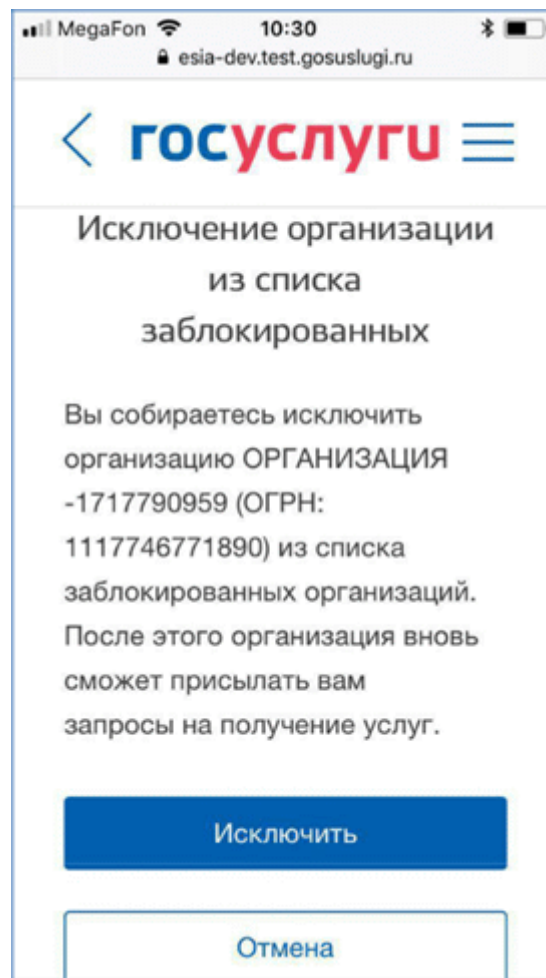 MegaFon 10:30
esia-dev.test.gosuslugi.ru
госуслуги
Исключение организации
из списка
заблокированных
Вы собираетесь исключить
организацию ОРГАНИЗАЦИЯ
-1717790959 (ОГРН:
1117746771890) из списка
заблокированных организаций.
После этого организация вновь
сможет присылать вам
запросы на получение услуг.
Исключить
Отмена